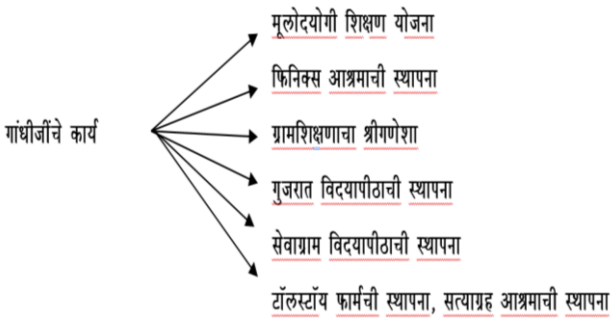 मूलोदयोगी शिक्षण योजना
फिनिक्स आश्रमाची स्थापना
गांधीजींचे कार्य
ग्रामशिक्षणाचा श्रीगणेशा
गुजरात विदयापीठाची स्थापना
सेवाग्राम विदयापीठाची स्थापना
टॉलस्टॉय फार्मची स्थापना, सत्याग्रह आश्रमाची स्थापना